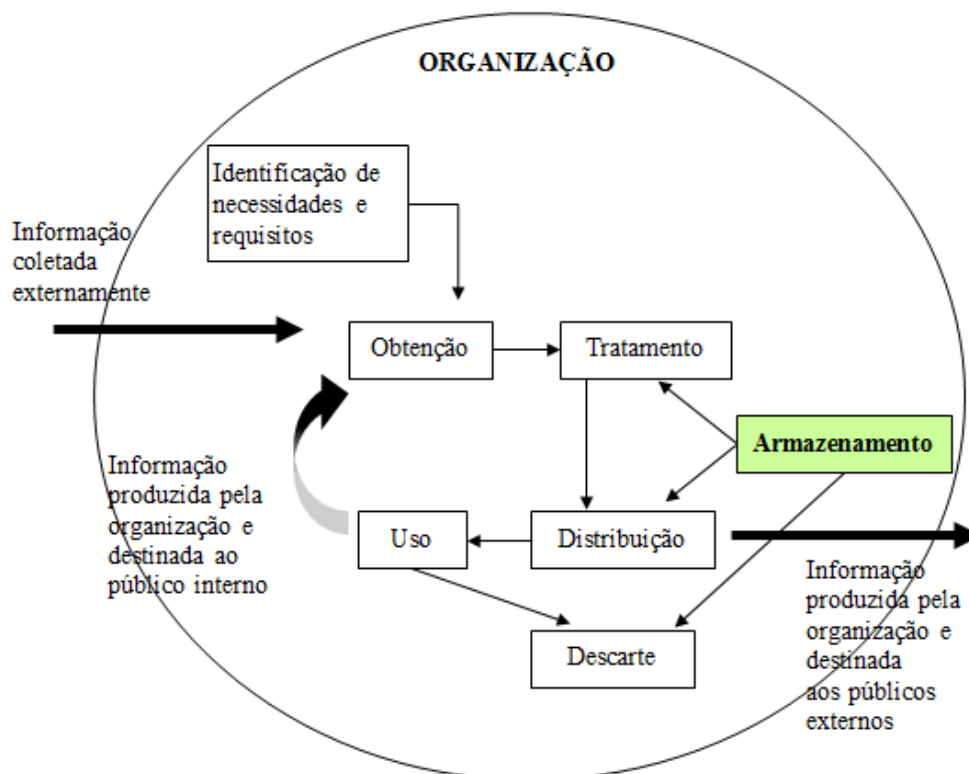 ORGANIZAÇÃO
Identificação de
necessidades e
requisitos
Informação
coletada
externamente
Obtenção
Tratamento
Armazenamento
Informação
produzida pela
organização e
destinada ao
público interno
Uso
Distribuição
Informação
produzida pela
organização e
destinada
aos públicos
externos
Descarte